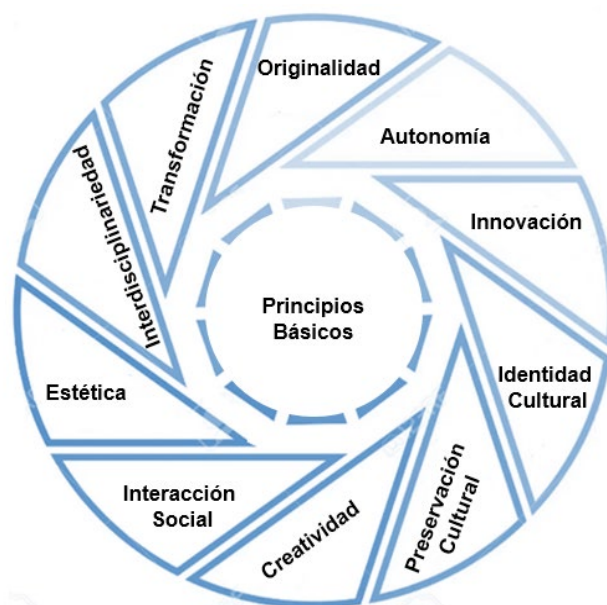 Originalidad
Autonomía
Innovación
Identidad
Cultural
Preservación
Cultural
Creatividad
Interacción
Social
Estética
Interdisciplinariedad
Transformación
Principios
Básicos